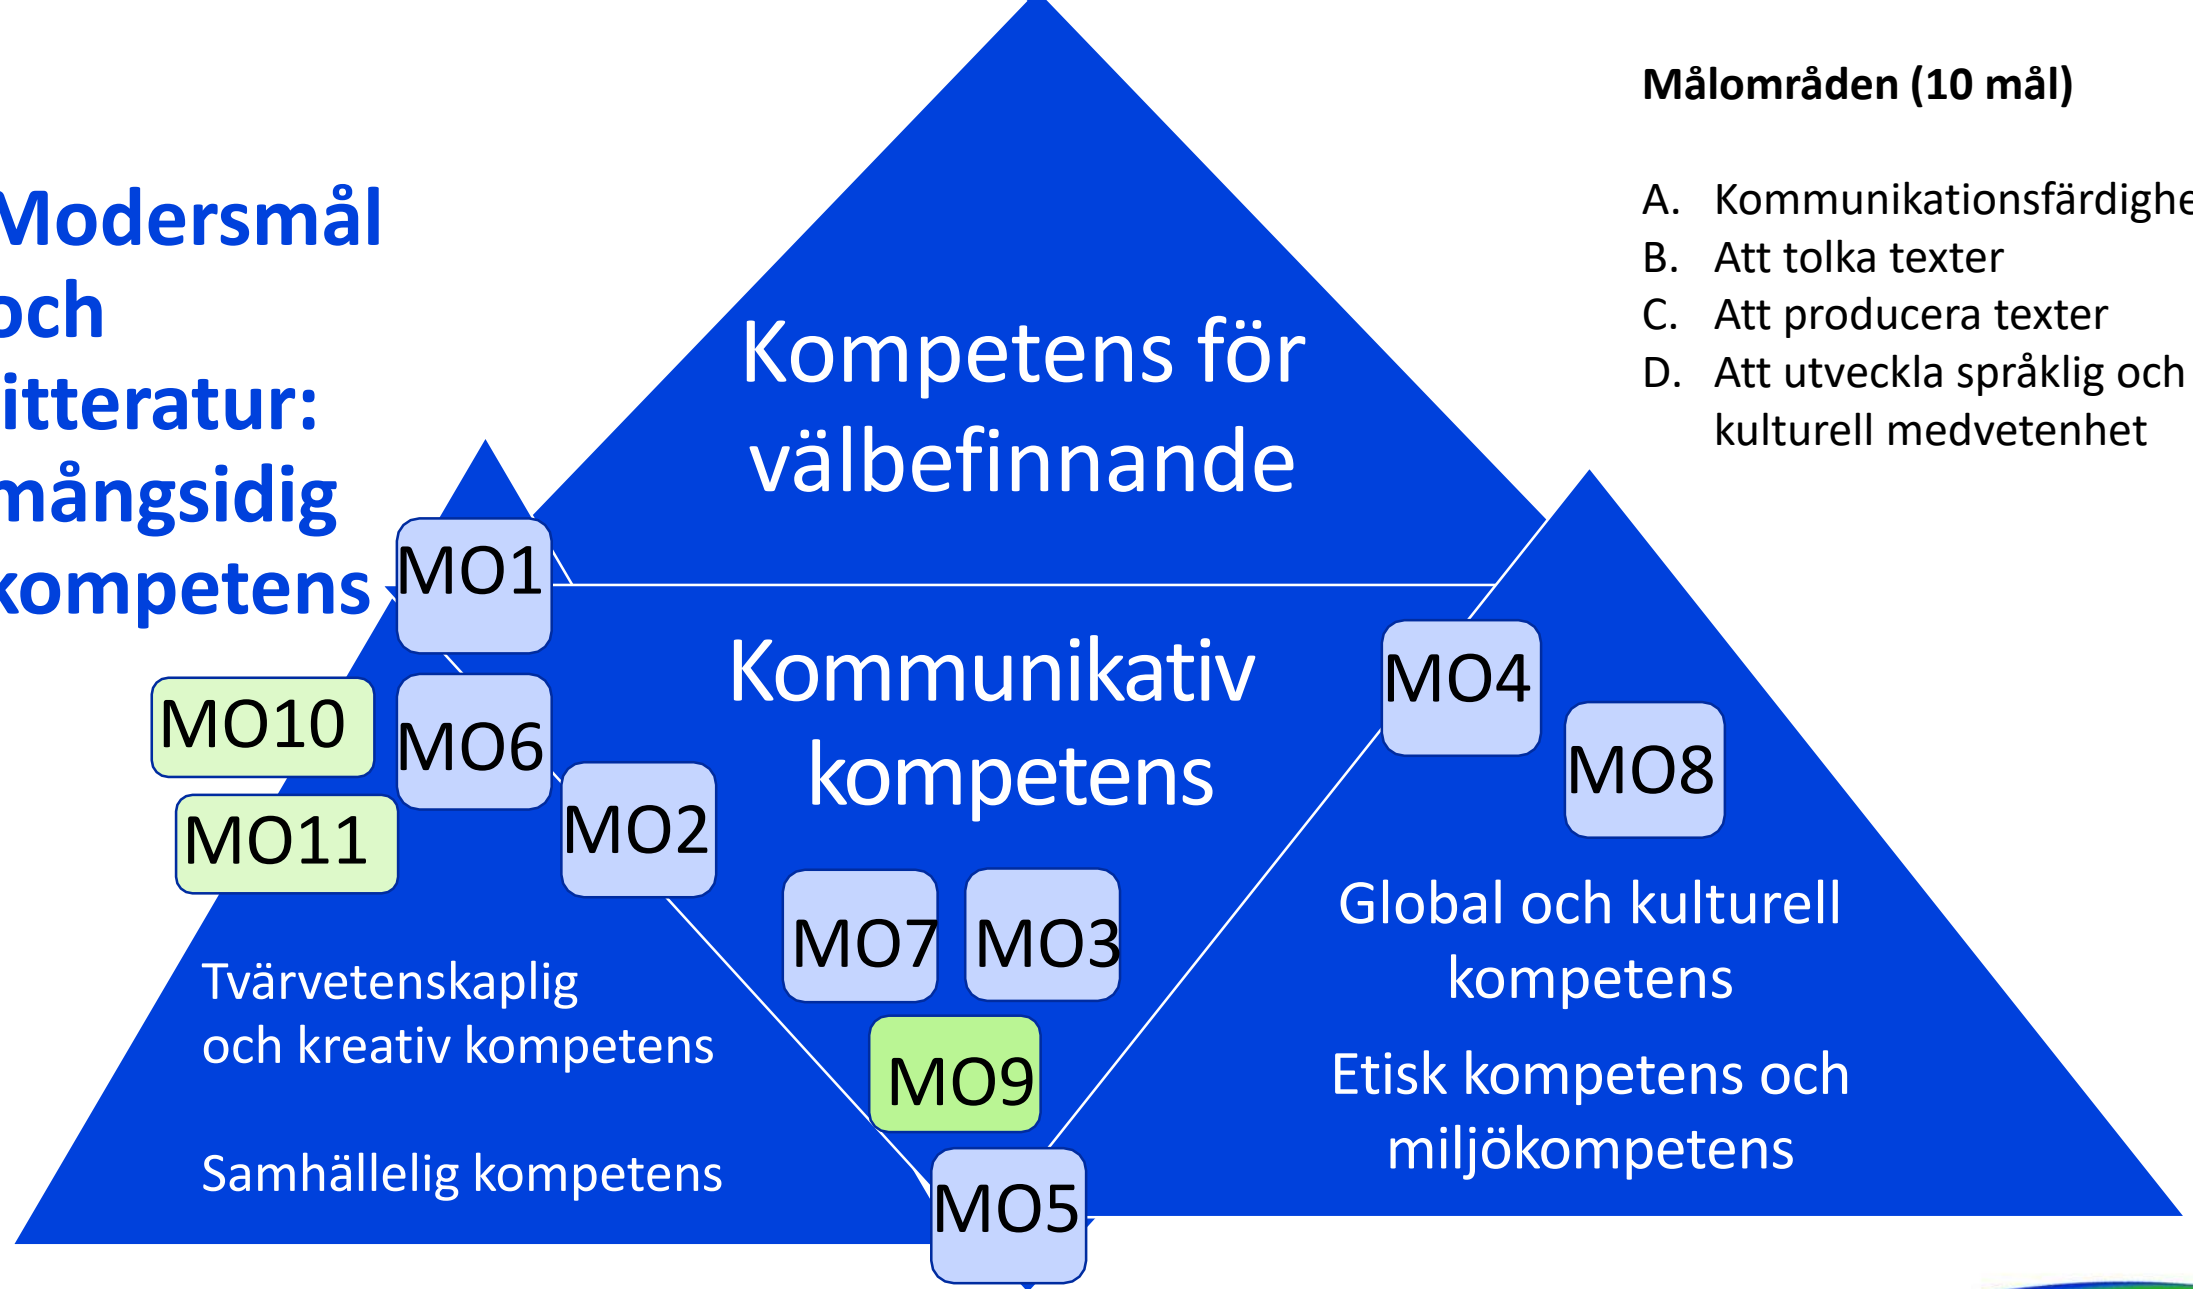 Modersmål
och
litteratur:
mångsidig
kompetens
Målområden (10 mål)
A. Kommunikationsfärdighe
B. Att tolka texter
C. Att producera texter
D. Att utveckla språklig och
kulturell medvetenhet
Kompetens för
välbefinnande
MO1
Kommunikativ
kompetens
MO4
MO10
MO6
MO8
MO11
MO2
MO7
MO3
Global och kulturell
kompetens
Tvärvetenskaplig
och kreativ kompetens
MO9
Etisk kompetens och
miljökompetens
Samhällelig kompetens
MO5